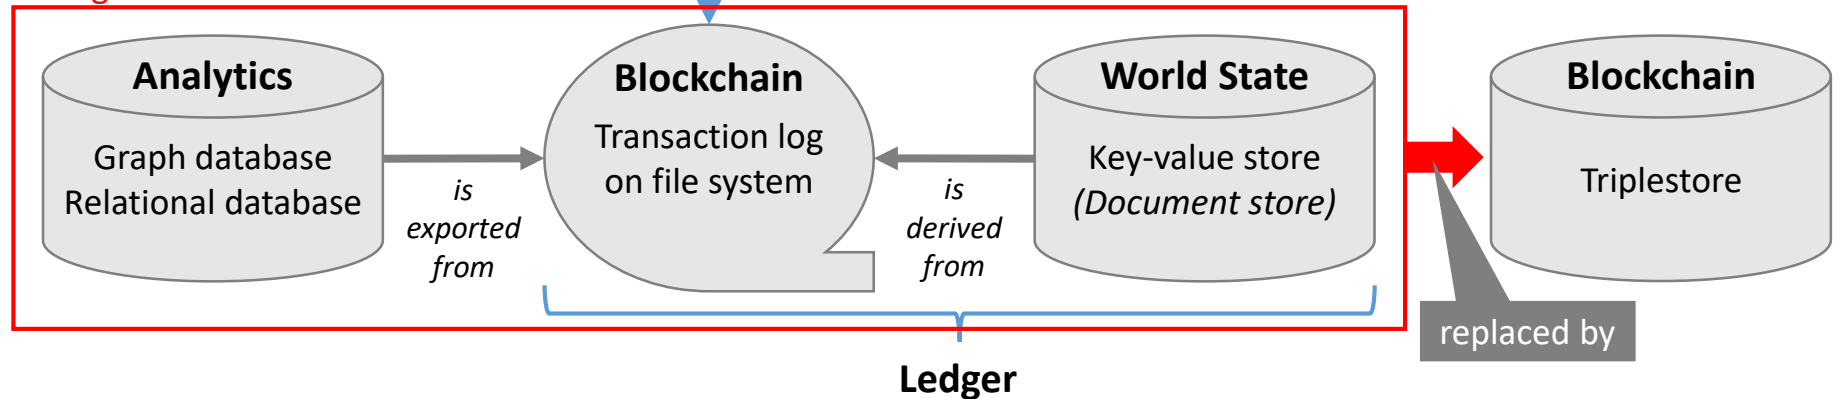 Analytics
Graph database
Relational database
is
exported
from
Blockchain
Transaction log
on file system
is
derived
from
World State
Key-value store
(Document store)
Blockchain
Triplestore
replaced by
Ledger